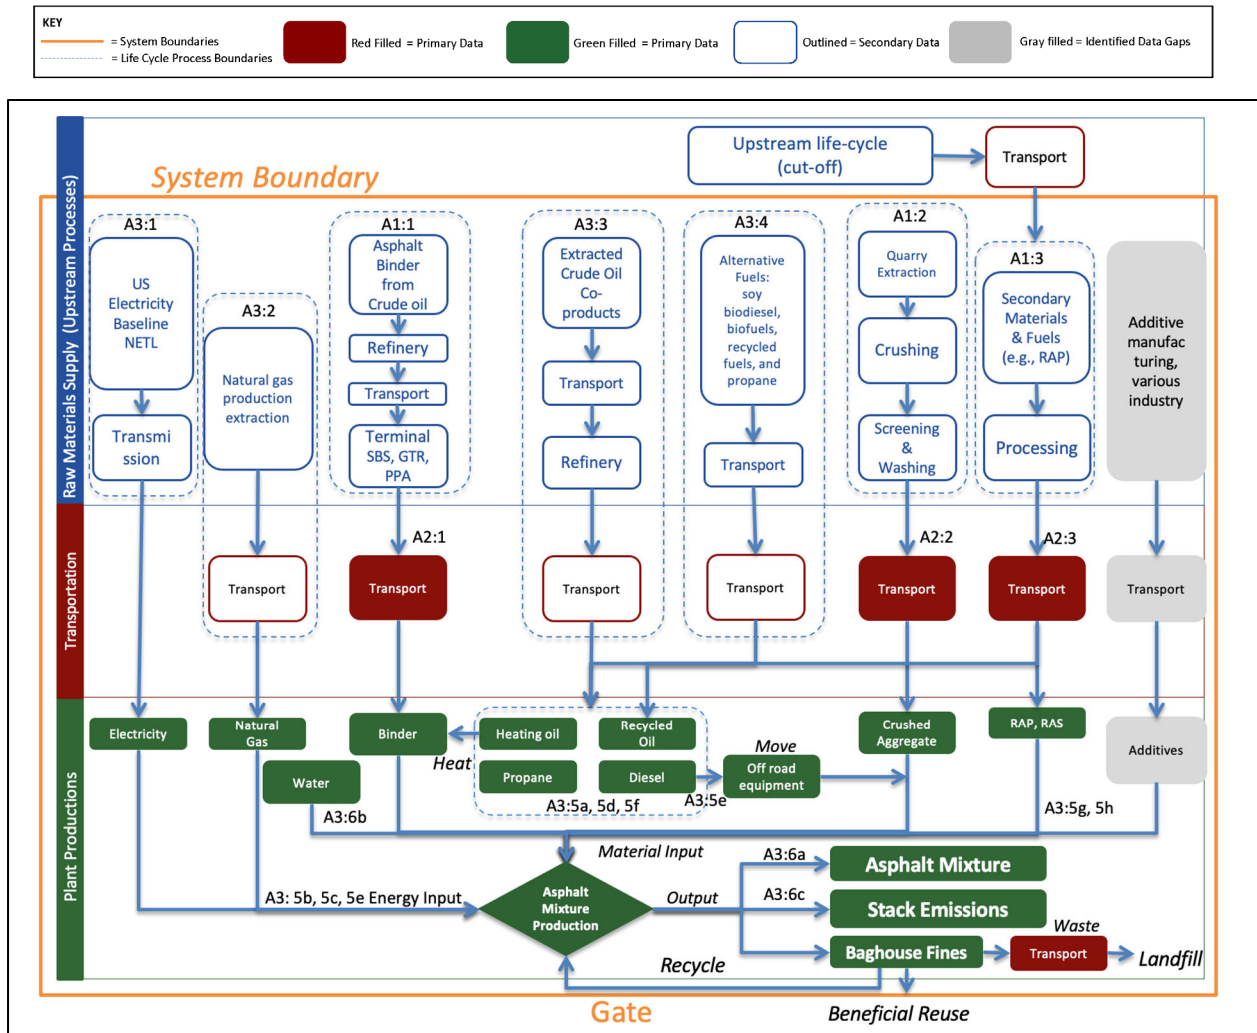 KEY
= System Boundaries
= Life Cycle Process Boundaries
Red Filled = Primary Data
Green Filled = Primary Data
Outlined = Secondary Data
Gray filled = Identified Data Gaps
Raw Materials Supply (Upstream Processes)
Transportation
Plant Productions
System Boundary
Upstream life-cycle
(cut-off)
Transport
A3:1
US
Electricity
Baseline
NETL
Transmi
ssion
A3:2
Natural gas
production
extraction
A1:1
Asphalt
Binder
from
Crude oil
Refinery
Transport
Terminal
SBS, GTR,
PPA
A3:3
Extracted
Crude Oil
Co-
products
Transport
Refinery
A3:4
Alternative
Fuels:
soy
biodiesel,
biofuels,
recycled
fuels, and
propane
Transport
A1:2
Quarry
Extraction
Crushing
Screening
&
Washing
A1:3
Secondary
Materials
& Fuels
(e.g., RAP)
Processing
Additive
manufac
turing,
various
industry
A2:1
A2:2
A2:3
Transport
Transport
Transport
Transport
Transport
Transport
Transport
Electricity
Natural
Gas
Water
A3:6b
Binder
Heat
Heating oil
Recycled
Oil
Propane
Diesel
A3:5a, 5d, 5f
A3:5e
Move
Off road
equipment
Crushed
Aggregate
RAP, RAS
A3:5g, 5h
Additives
Material Input
A3: 5b, 5c, 5e Energy Input
Asphalt
Mixture
Production
Output
A3:6a
A3:6c
Asphalt Mixture
Stack Emissions
Baghouse Fines
Waste
Transport
Landfill
Recycle
Beneficial Reuse
Gate